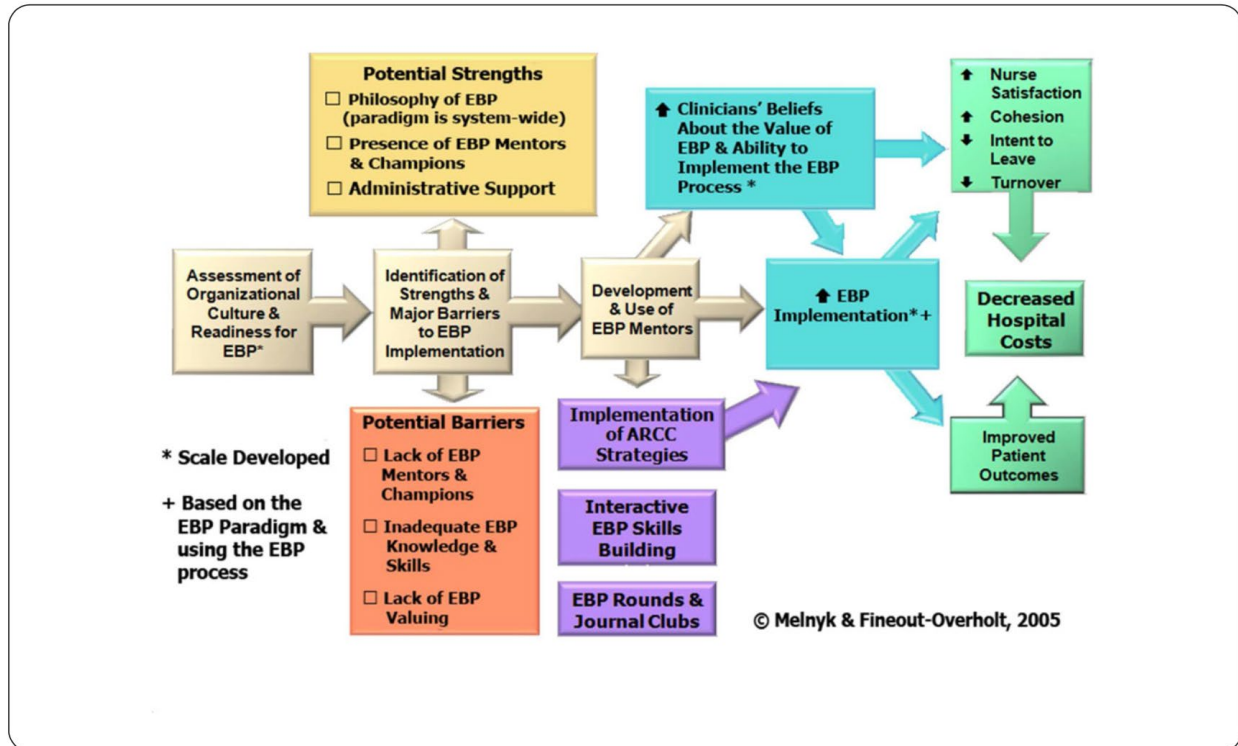 Potential Strengths
☐ Philosophy of EBP
(paradigm is system-wide)
☐ Presence of EBP Mentors
& Champions
☐ Administrative Support
⬆ Clinicians' Beliefs
About the Value of
EBP & Ability to
Implement the EBP
Process *
⬆ Nurse
Satisfaction
⬆ Cohesion
⬇ Intent to
Leave
⬇ Turnover
Assessment of
Organizational
Culture &
Readiness for
EBP*
Identification of
Strengths &
Major Barriers
to EBP
Implementation
Development
& Use of
EBP Mentors
⬆ EBP
Implementation*+
Decreased
Hospital
Costs
Potential Barriers
☐ Lack of EBP
Mentors &
Champions
☐ Inadequate EBP
Knowledge &
Skills
☐ Lack of EBP
Valuing
Implementation
of ARCC
Strategies
Interactive
EBP Skills
Building
EBP Rounds &
Journal Clubs
Improved
Patient
Outcomes
* Scale Developed
+ Based on the
EBP Paradigm &
using the EBP
process
© Melnyk & Fineout-Overholt, 2005